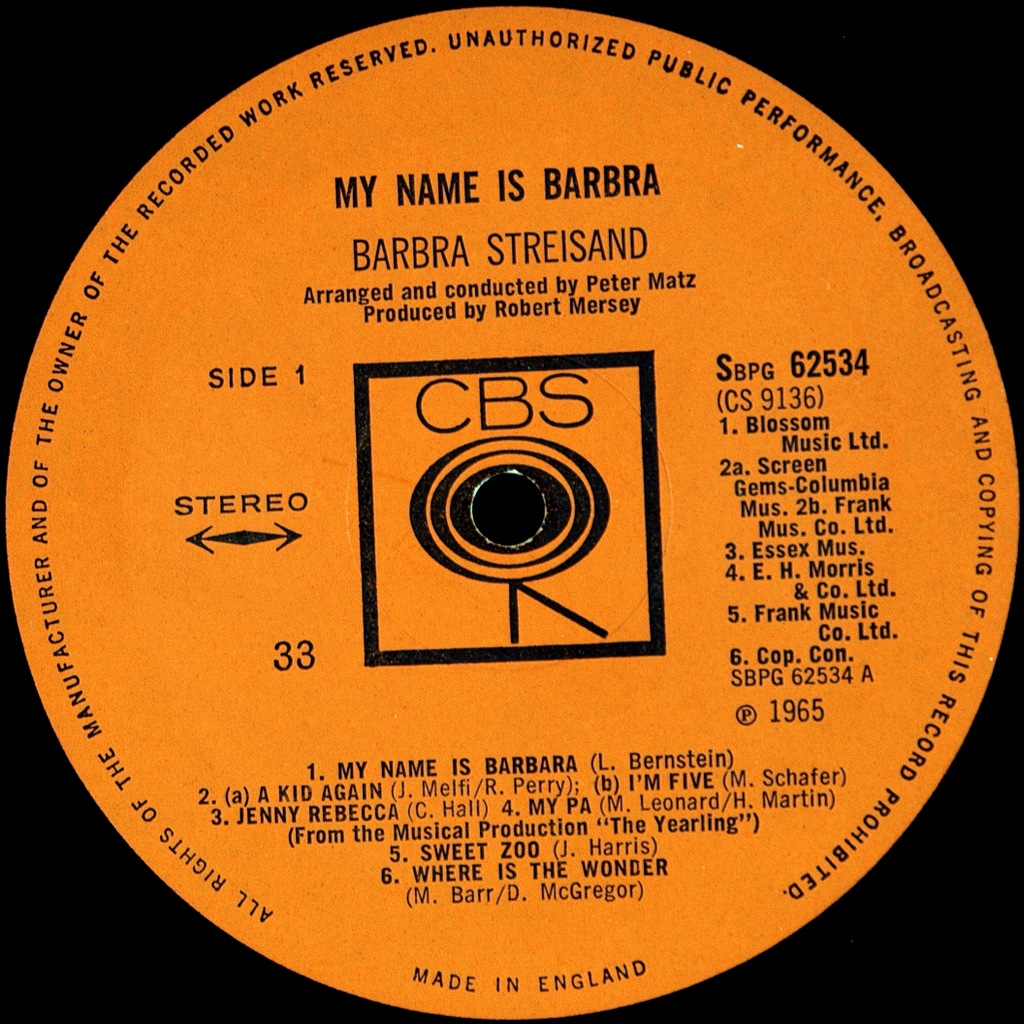 ALL RIGHTS OF THE MANUFACTURER AND OF THE OWNER OF THE RECORDED WORK RESERVED. UNAUTHORIZED PUBLIC PERFORMANCE, BROADCASTING AND COPYING OF THIS RECORD PROHIBITED.
MY NAME IS BARBRA
BARBRA STREISAND
Arranged and conducted by Peter Matz
Produced by Robert Mersey
SIDE 1
STEREO
33
CBS
SBPG 62534
(CS 9136)
1. Blossom
Music Ltd.
2a. Screen
Gems-Columbia
Mus. 2b. Frank
Mus. Co. Ltd.
3. Essex Mus.
4. E. H. Morris
& Co. Ltd.
5. Frank Music
Co. Ltd.
6. Cop. Con.
SBPG 62534 A
℗ 1965
1. MY NAME IS BARBARA (L. Bernstein)
2. (a) A KID AGAIN (J. Melfi/R. Perry); (b) I'M FIVE (M. Schafer)
3. JENNY REBECCA (C. Hall) 4. MY PA (M. Leonard/H. Martin)
(From the Musical Production "The Yearling")
5. SWEET ZOO (J. Harris)
6. WHERE IS THE WONDER
(M. Barr/D. McGregor)
MADE IN ENGLAND